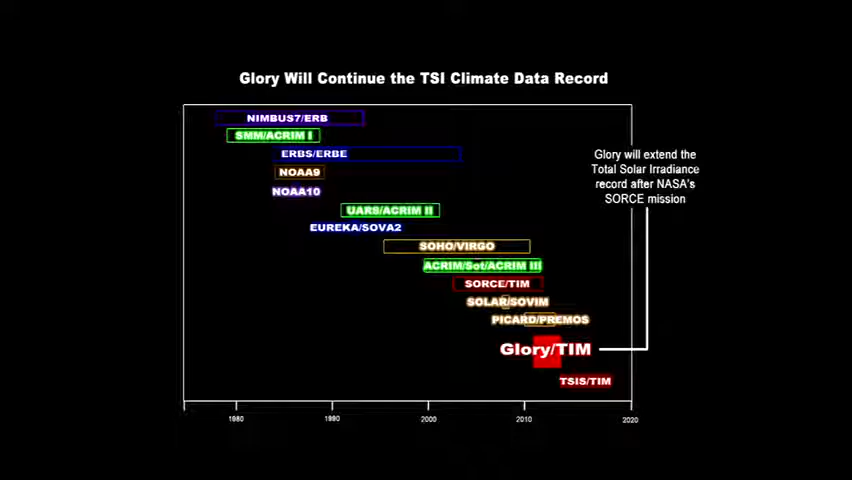 Glory Will Continue the TSI Climate Data Record
NIMBUS7/ERB
SMM/ACRIM I
ERBS/ERBE
NOAA9
NOAA10
UARS/ACRIM II
EUREKA/SOVA2
SOHO/VIRGO
ACRIM/Sat/ACRIM III
SORCE/TIM
SOLAR/SOVIM
PICARD/PREMOS
Glory/TIM
TSIS/TIM
Glory will extend the
Total Solar Irradiance
record after NASA's
SORCE mission
1980 1990 2000 2010 2020